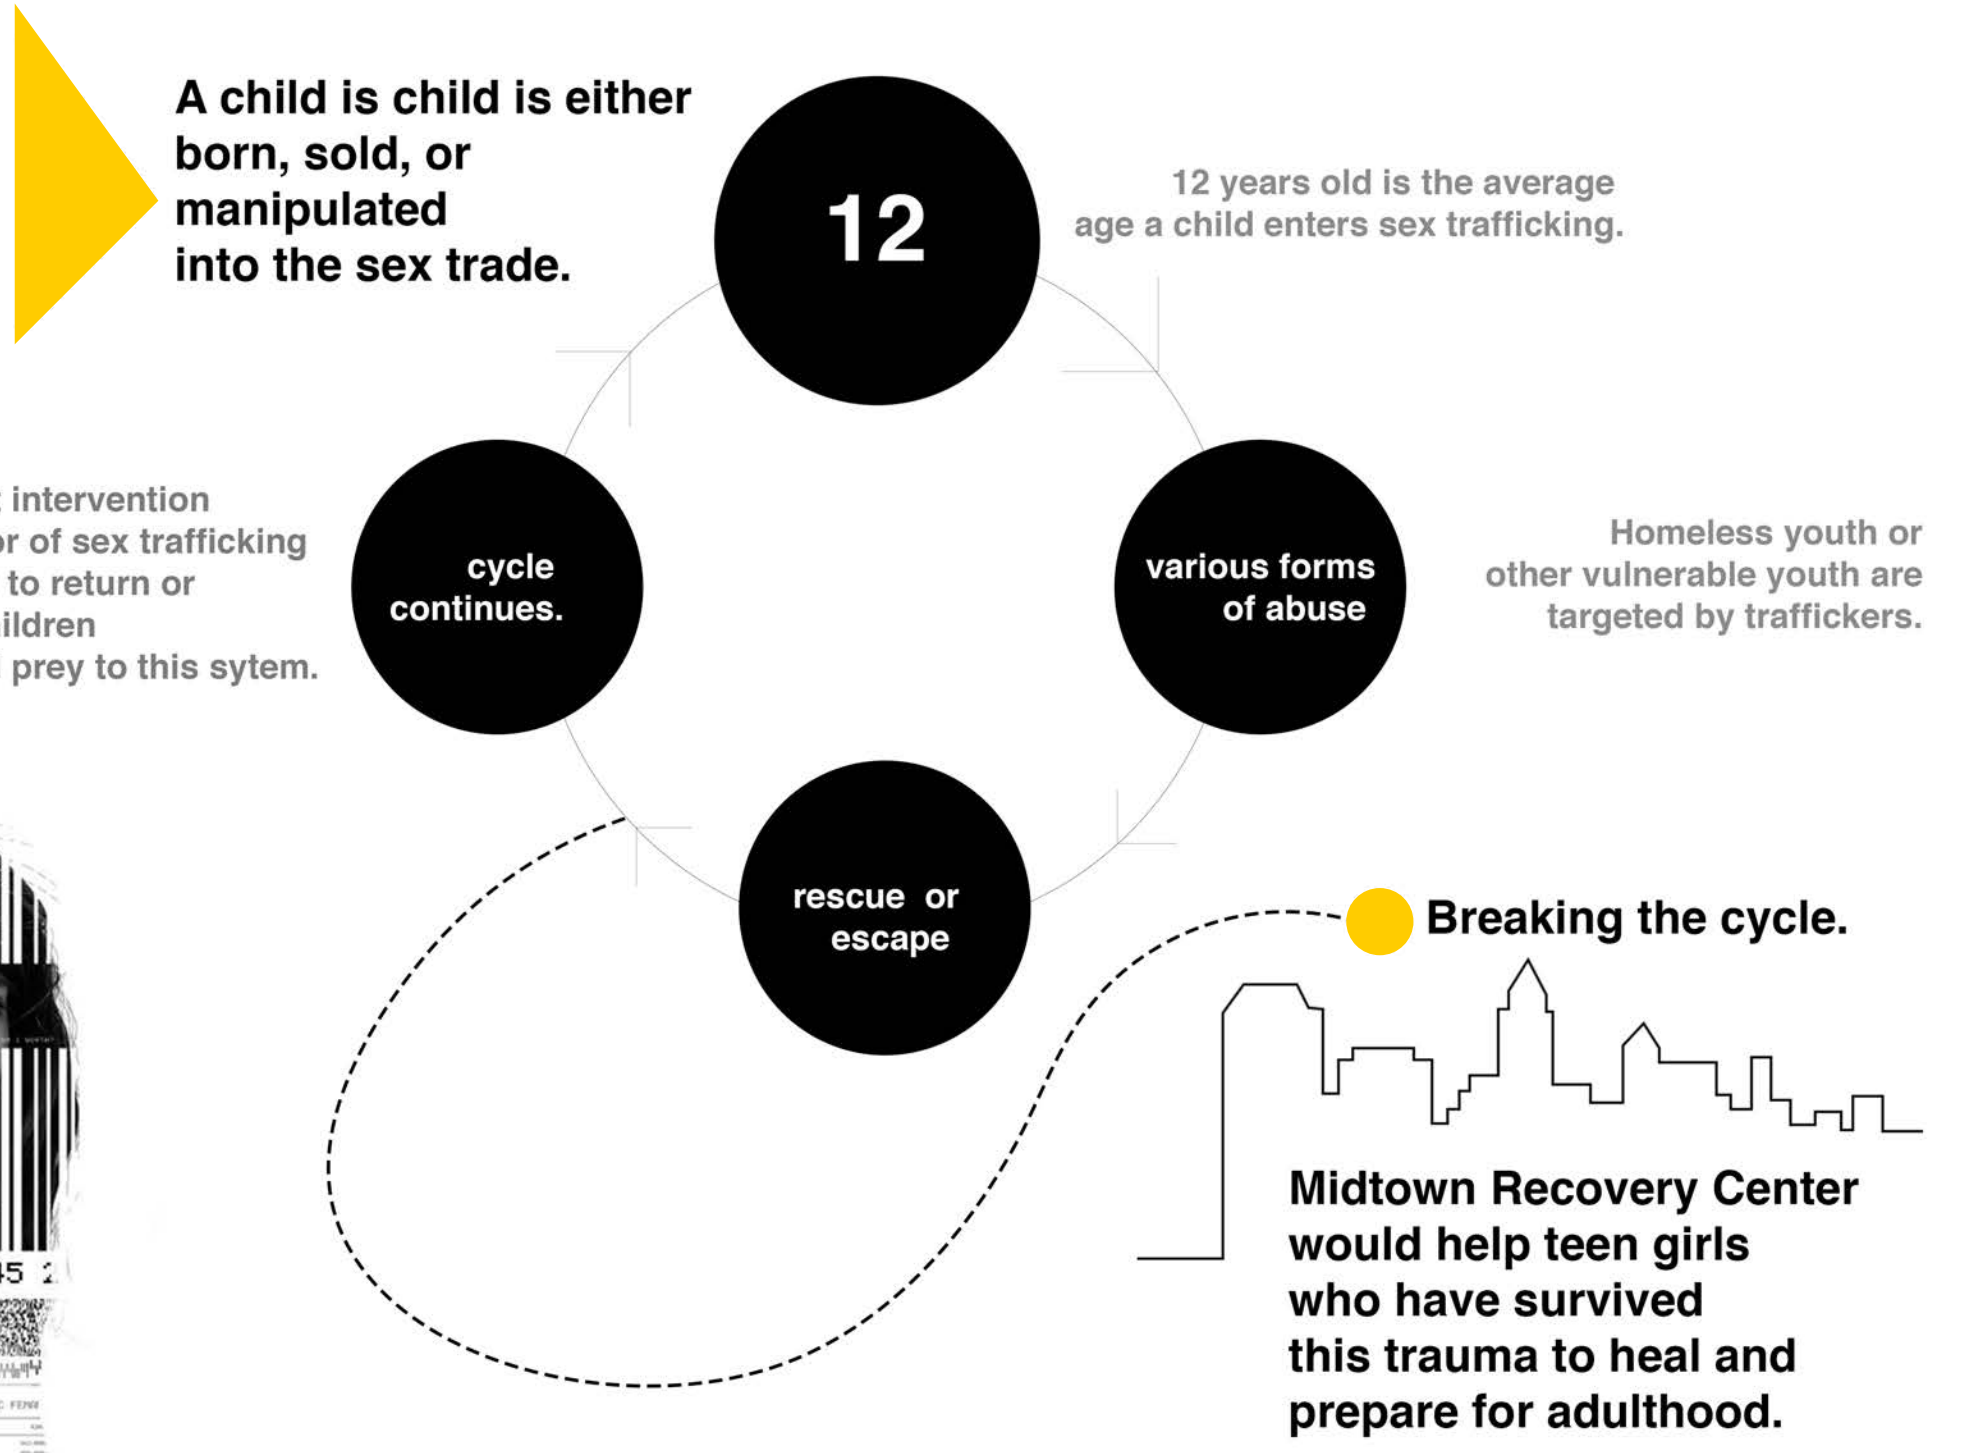 A child is child is either
born, sold, or
manipulated
into the sex trade.
12
12 years old is the average
age a child enters sex trafficking.
intervention
of sex trafficking
to return or
prey to this sytem.
cycle
continues.
various forms
of abuse
Homeless youth or
other vulnerable youth are
targeted by traffickers.
rescue or
escape
Breaking the cycle.
Midtown Recovery Center
would help teen girls
who have survived
this trauma to heal and
prepare for adulthood.